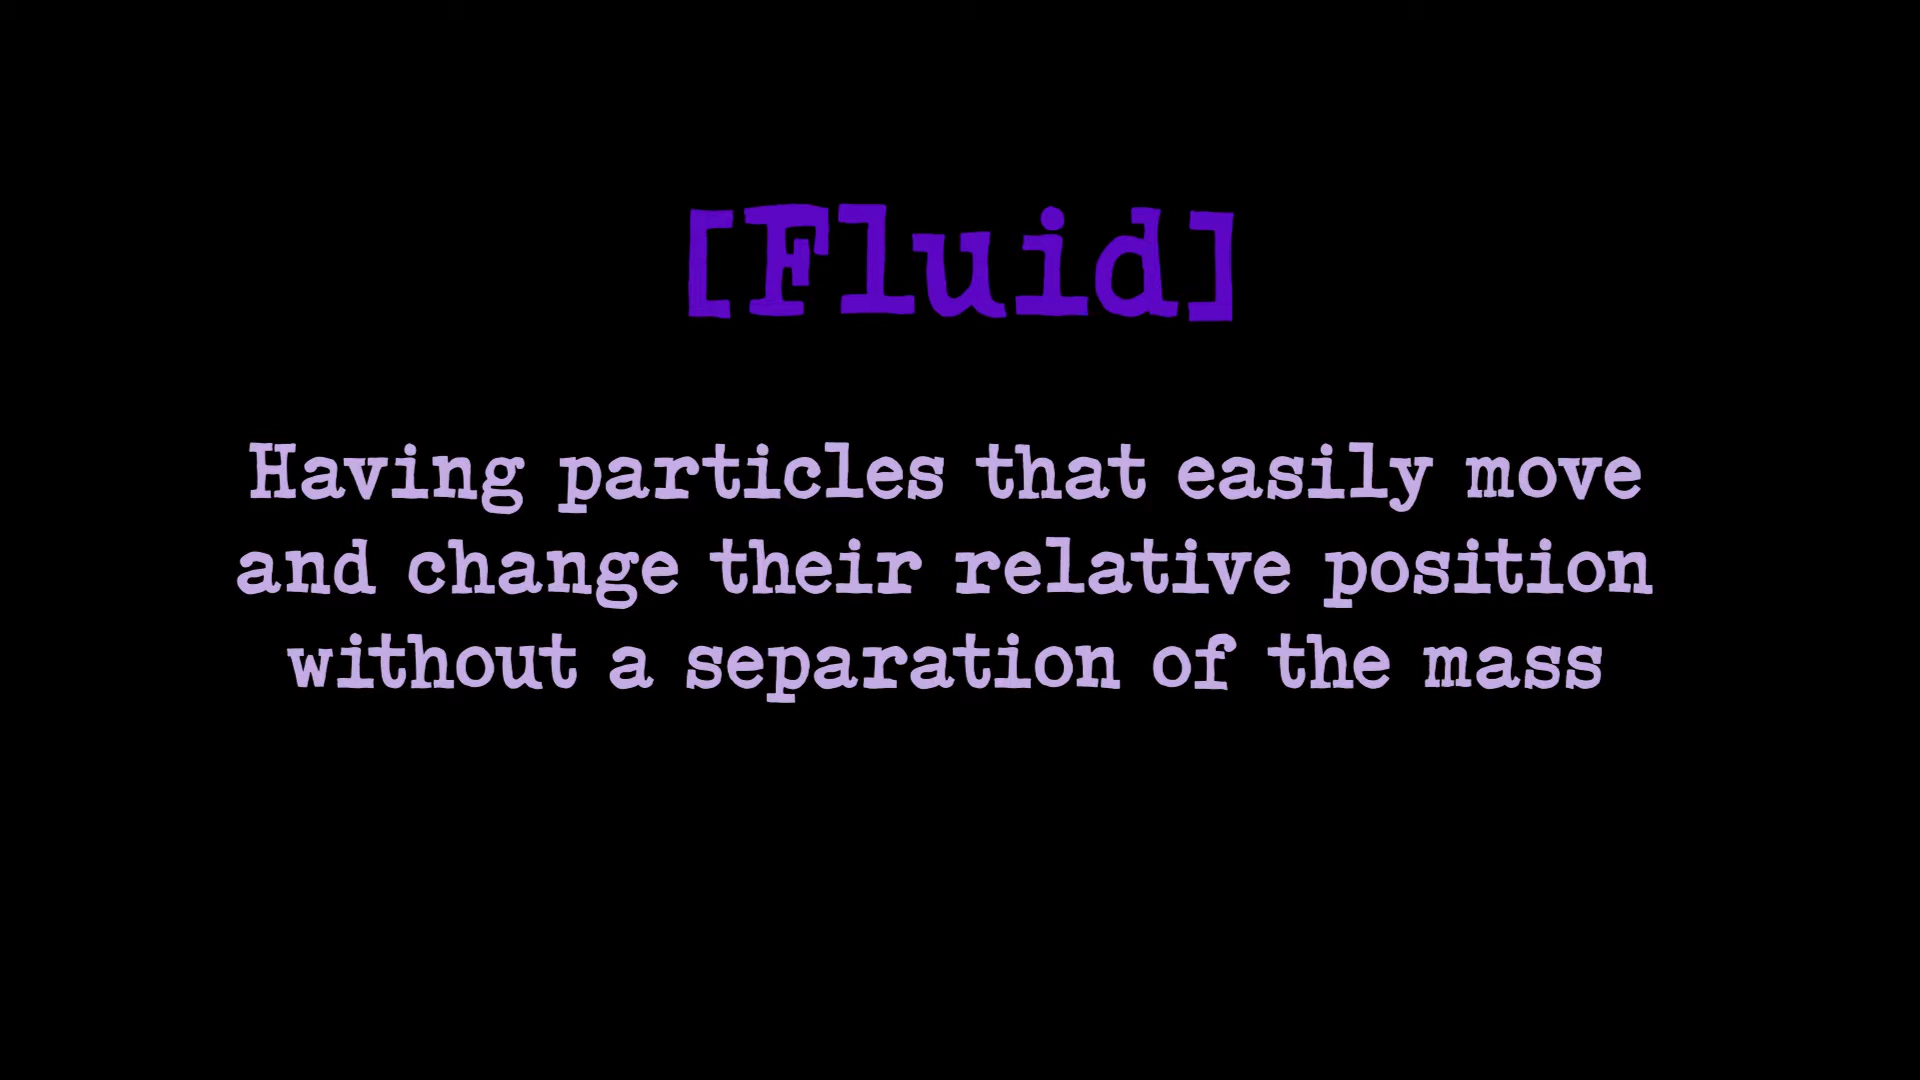 [Fluid]
Having particles that easily move
and change their relative position
without a separation of the mass